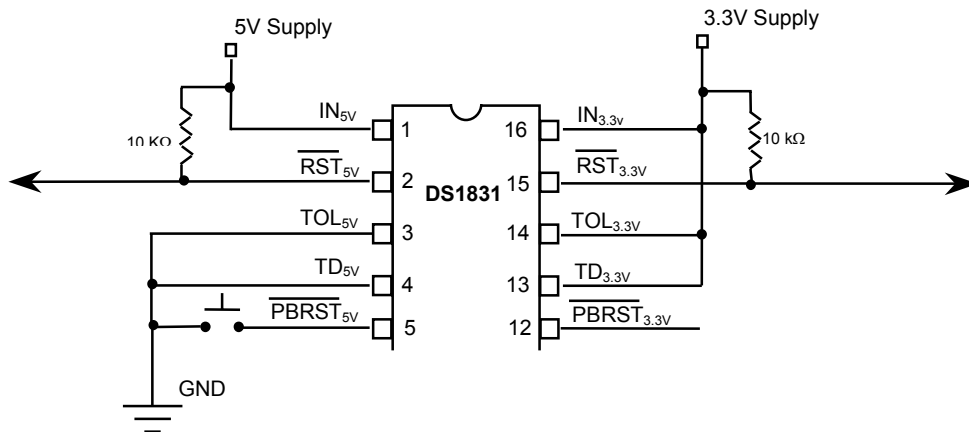 5V Supply
3.3V Supply
IN5V
1
16
IN3.3v
10 KΩ
10 kΩ
RST5V
2
DS1831
15
RST3.3V
TOL5V
3
14
TOL3.3V
TD5V
4
13
TD3.3V
PBRST5V
5
12
PBRST3.3V
GND